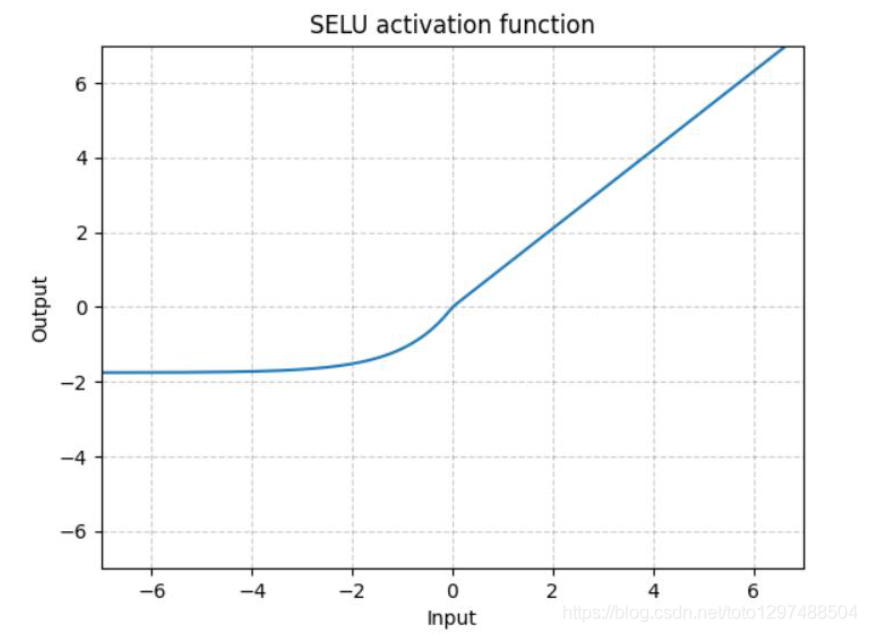 SELU activation function
6
4
2
0
−2
−4
−6
Output
−6 −4 −2 0 2 4 6
Input
https://blog.csdn.net/toto1297488504